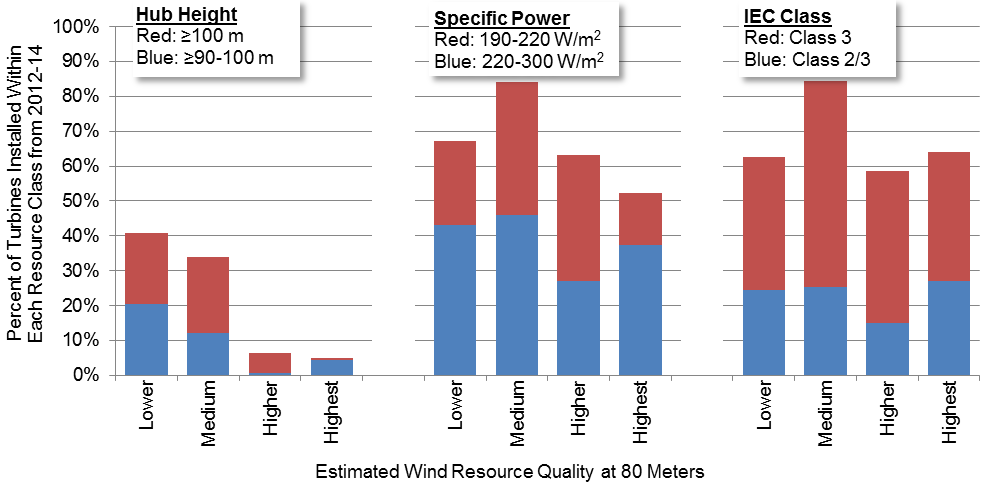 Hub Height
Red: ≥100 m
Blue: ≥90-100 m
Specific Power
Red: 190-220 W/m²
Blue: 220-300 W/m²
IEC Class
Red: Class 3
Blue: Class 2/3
Percent of Turbines Installed Within
Each Resource Class from 2012-14
100%
90%
80%
70%
60%
50%
40%
30%
20%
10%
0%
Lower
Medium
Higher
Highest
Lower
Medium
Higher
Highest
Lower
Medium
Higher
Highest
Estimated Wind Resource Quality at 80 Meters